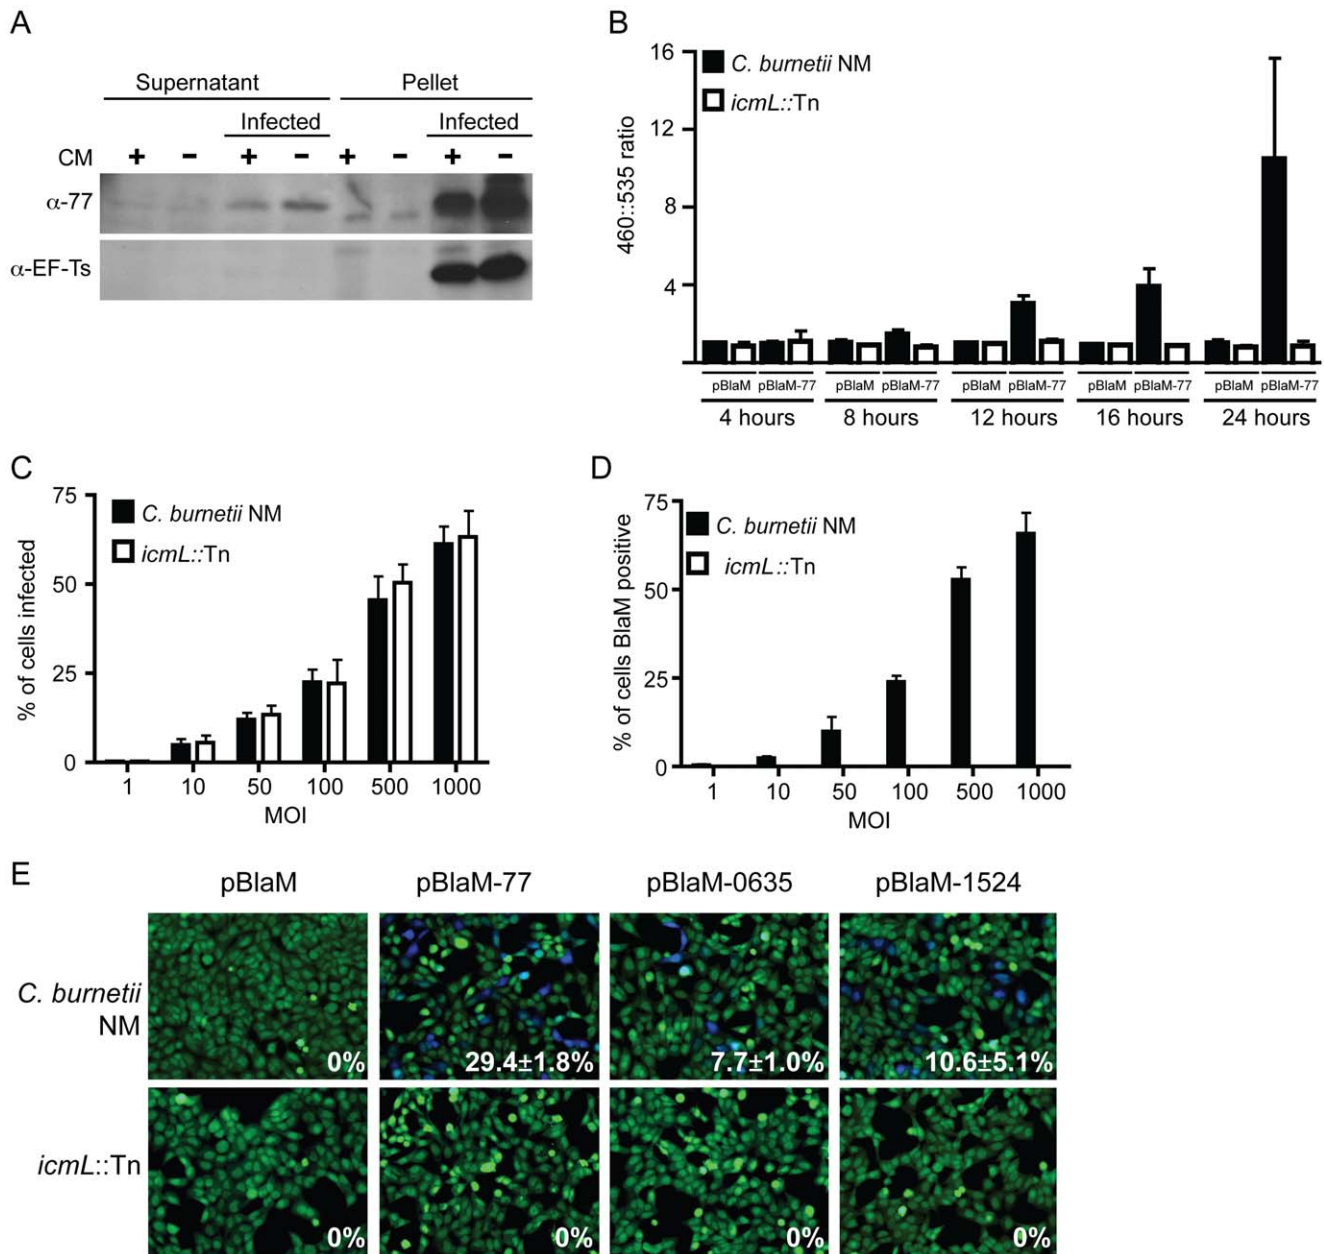 A
Supernatant Pellet
Infected Infected
CM + − + − + − + −
α-77
α-EF-Ts
B
16
12
8
4
460::535 ratio
C. burnetii NM
icmL::Tn
pBlaM pBlaM-77 pBlaM pBlaM-77 pBlaM pBlaM-77 pBlaM pBlaM-77 pBlaM pBlaM-77
4 hours 8 hours 12 hours 16 hours 24 hours
C
75
50
25
0
% of cells infected
C. burnetii NM
icmL::Tn
1 10 50 100 500 1000
MOI
D
75
50
25
0
% of cells BlaM positive
C. burnetii NM
icmL::Tn
1 10 50 100 500 1000
MOI
E
pBlaM pBlaM-77 pBlaM-0635 pBlaM-1524
C. burnetii
NM
0% 29.4±1.8% 7.7±1.0% 10.6±5.1%
icmL::Tn
0% 0% 0% 0%